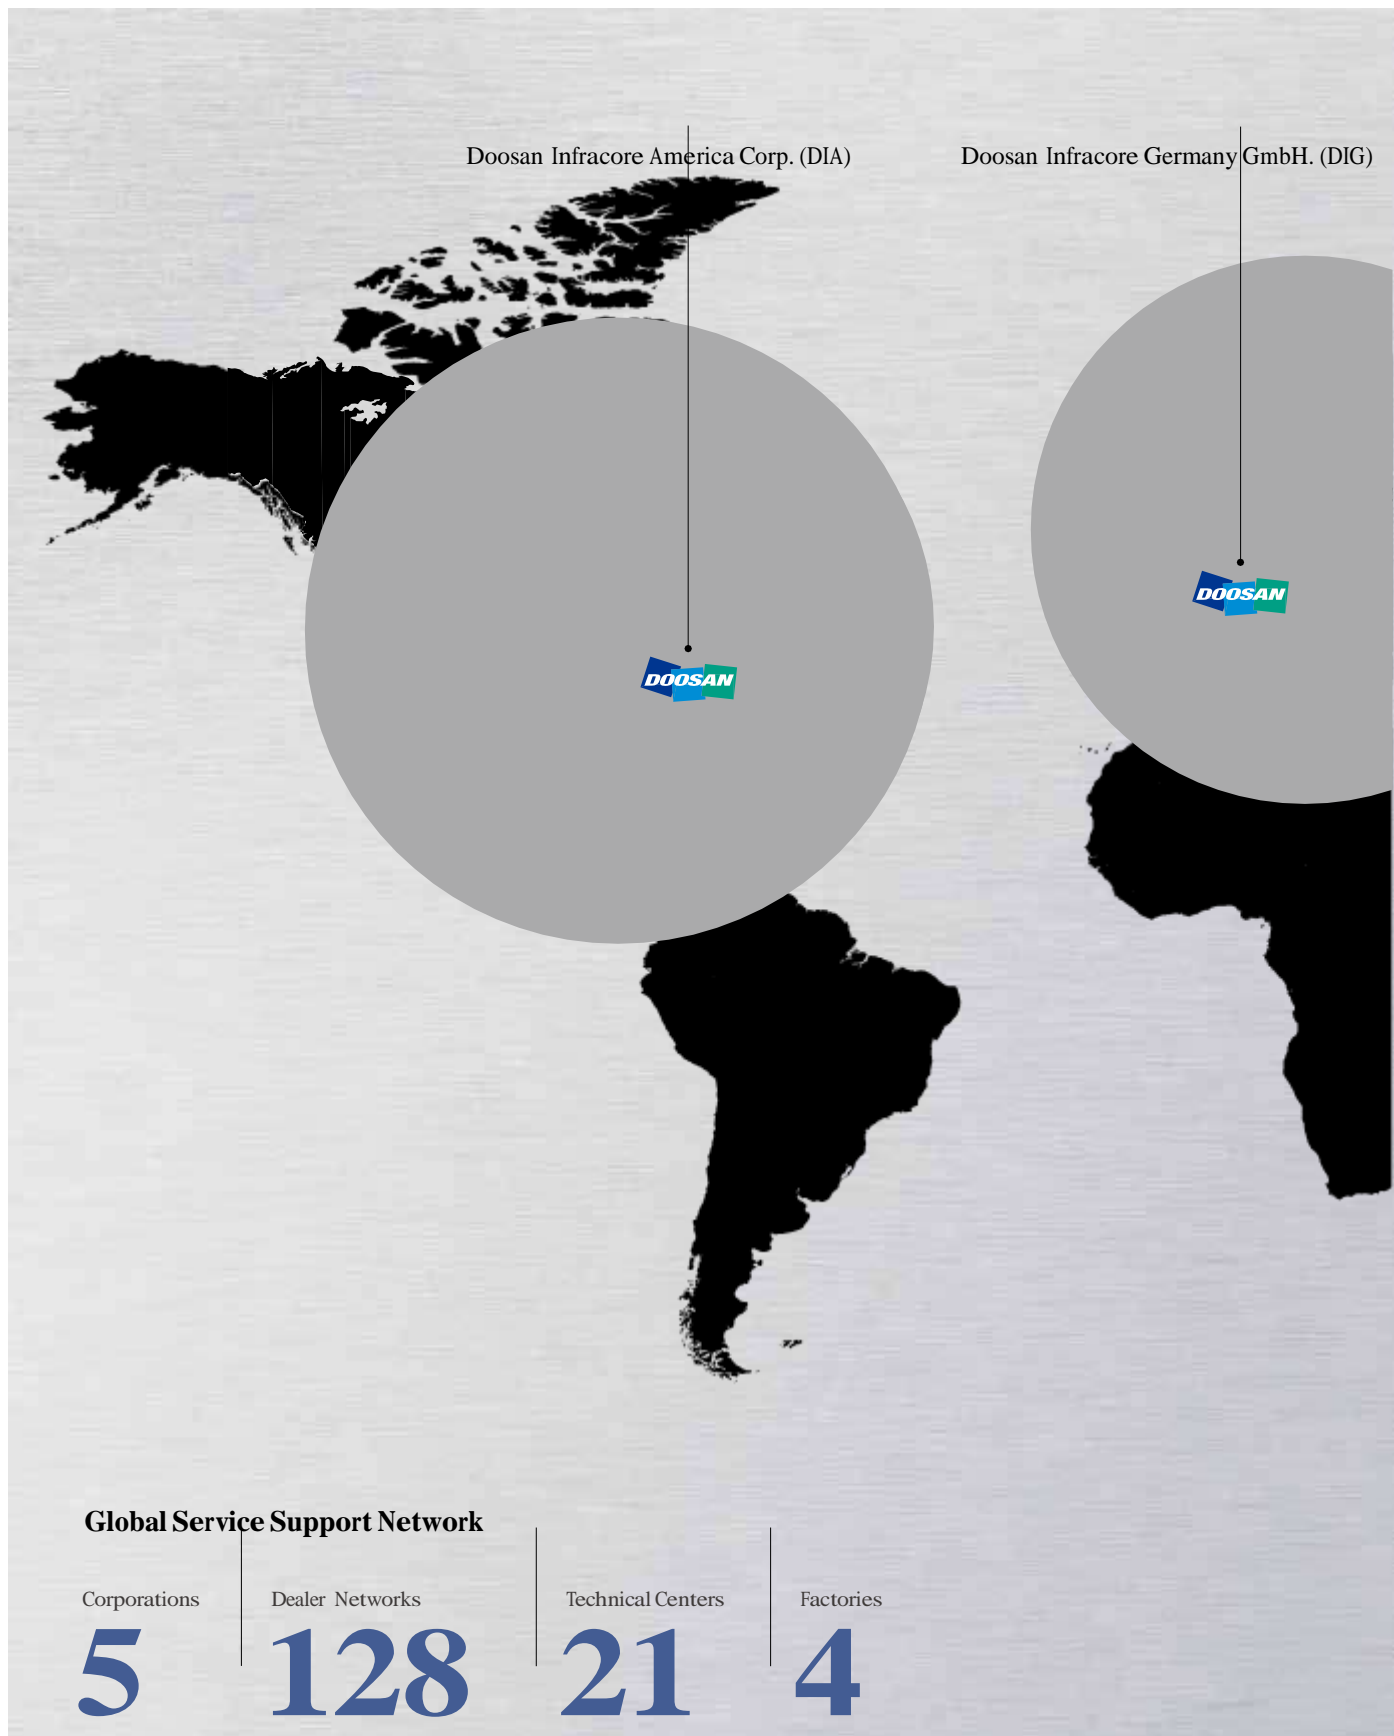 Doosan Infracore America Corp. (DIA)
Doosan Infracore Germany GmbH. (DIG)
DOOSAN
DOOSAN
Global Service Support Network
Corporations
5
Dealer Networks
128
Technical Centers
21
Factories
4